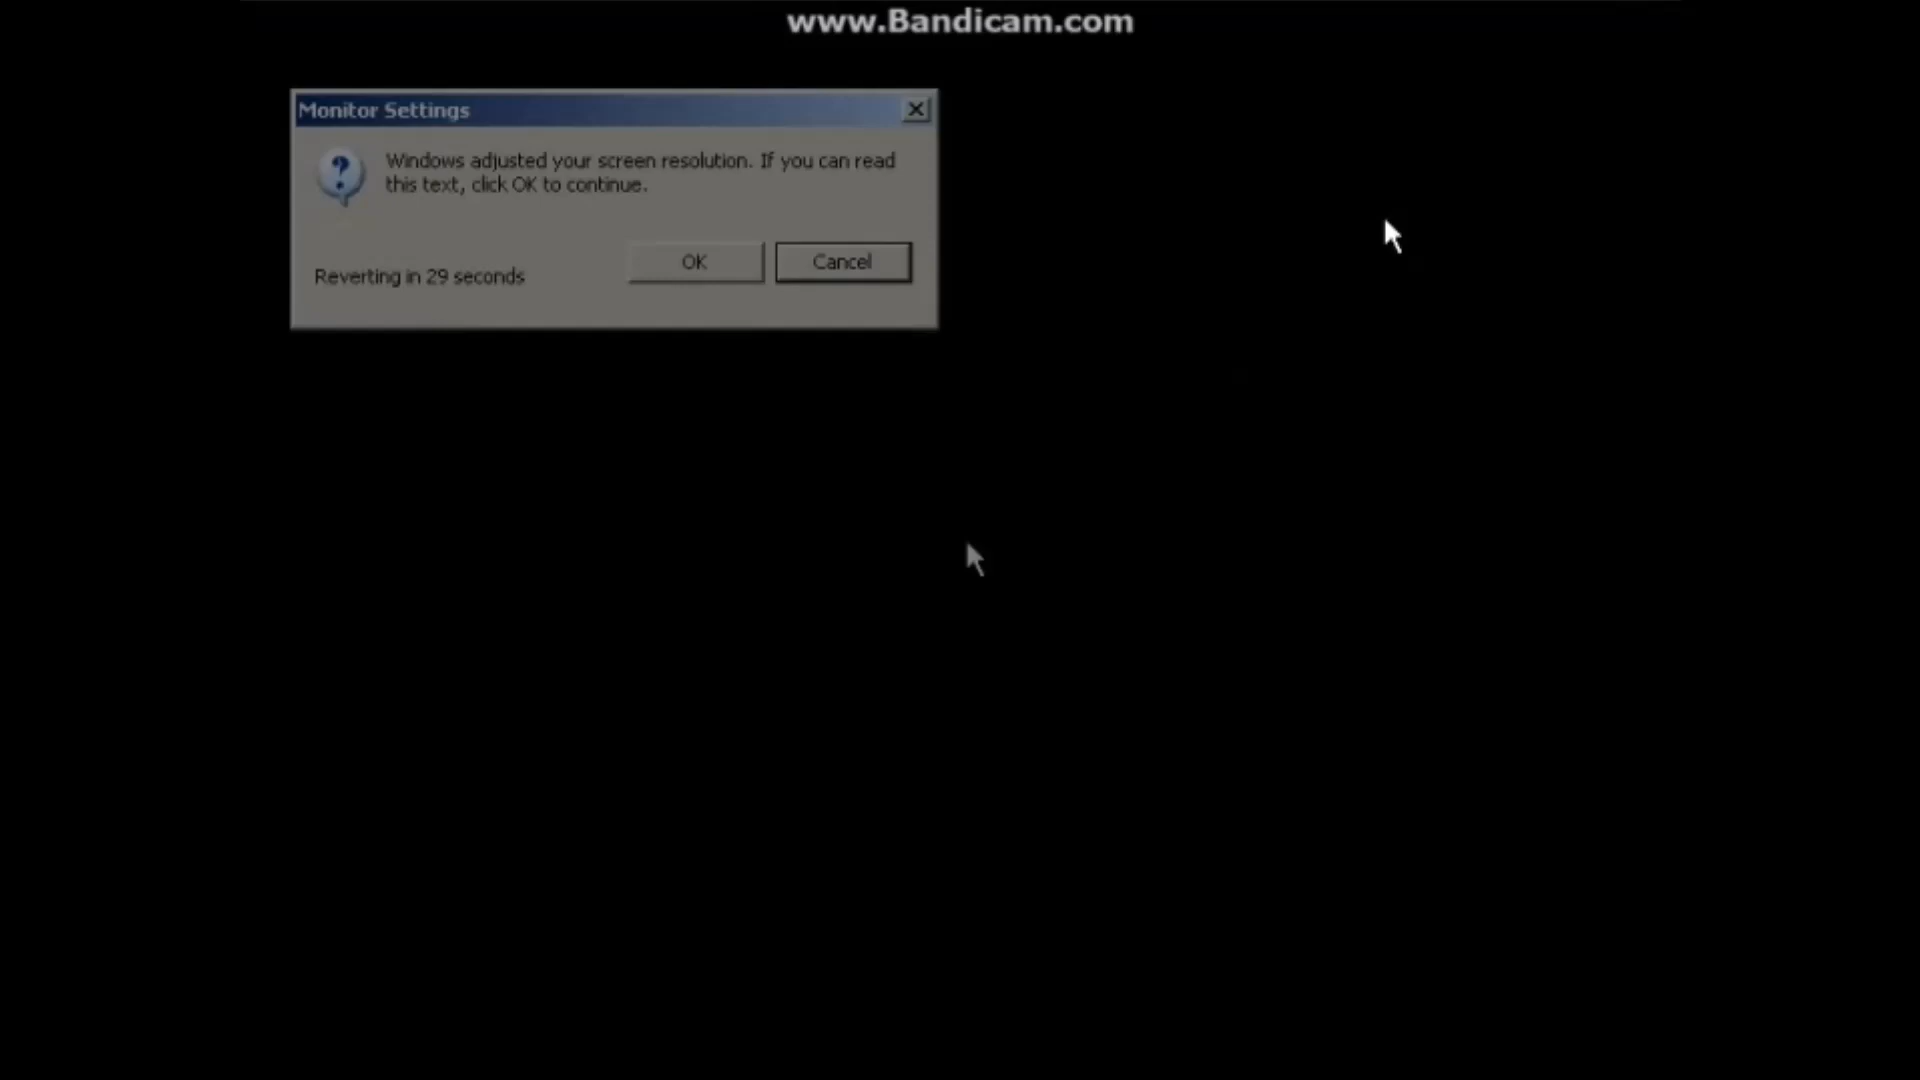 www.Bandicam.com
Monitor Settings
Windows adjusted your screen resolution. If you can read
this text, click OK to continue.
OK
Cancel
Reverting in 29 seconds